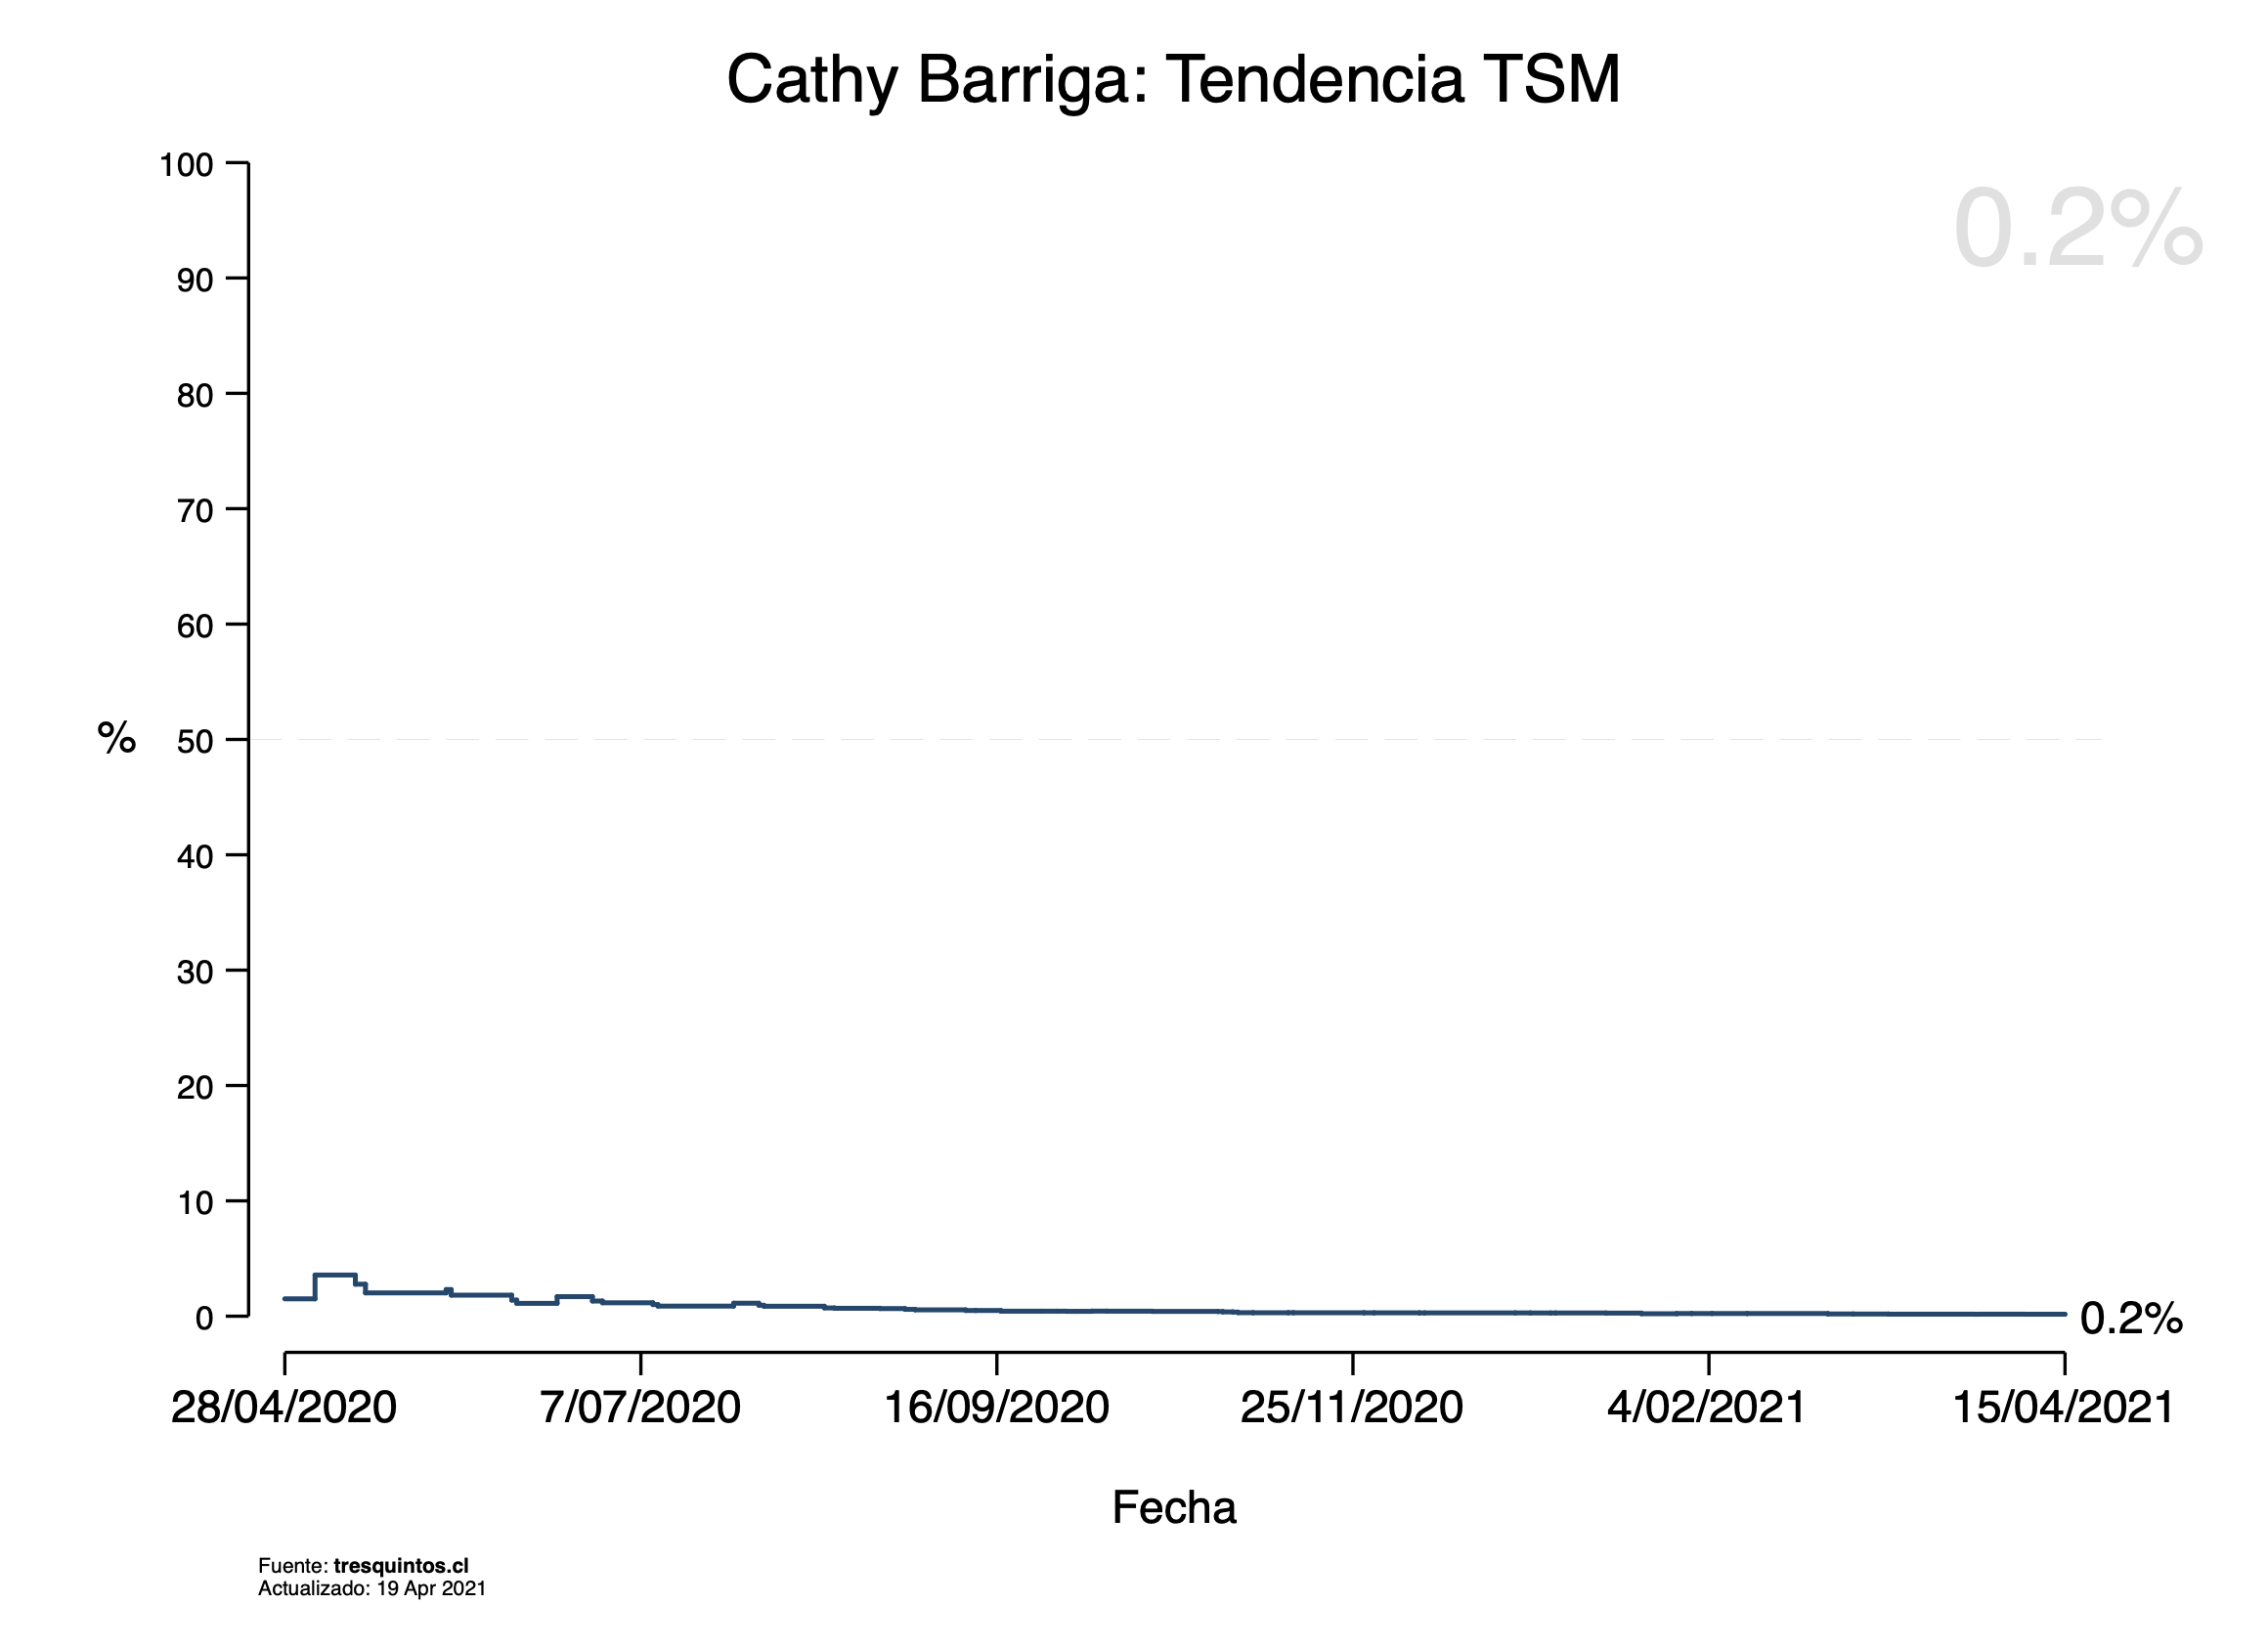 Cathy Barriga: Tendencia TSM
0.2%
100
90
80
70
60
50
40
30
20
10
0
%
0.2%
28/04/2020 7/07/2020 16/09/2020 25/11/2020 4/02/2021 15/04/2021
Fecha
Fuente: tresquintos.cl
Actualizado: 19 Apr 2021